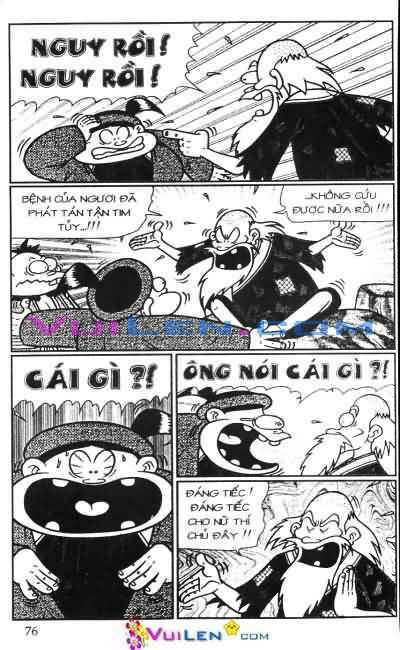 NGUY RỒI!
NGUY RỒI!
BỆNH CỦA NGƯƠI ĐÃ
PHÁT TÁN TẬN TIM
TỦY...!!!
...KHÔNG CỨU
ĐƯỢC NỮA RỒI !!!
VUILEN.COM
CÁI GÌ ?!
ÔNG NÓI CÁI GÌ ?!
ĐÁNG TIẾC !
ĐÁNG TIẾC
CHO NỮ THÍ
CHỦ ĐÂY !!
76
VUILEN COM